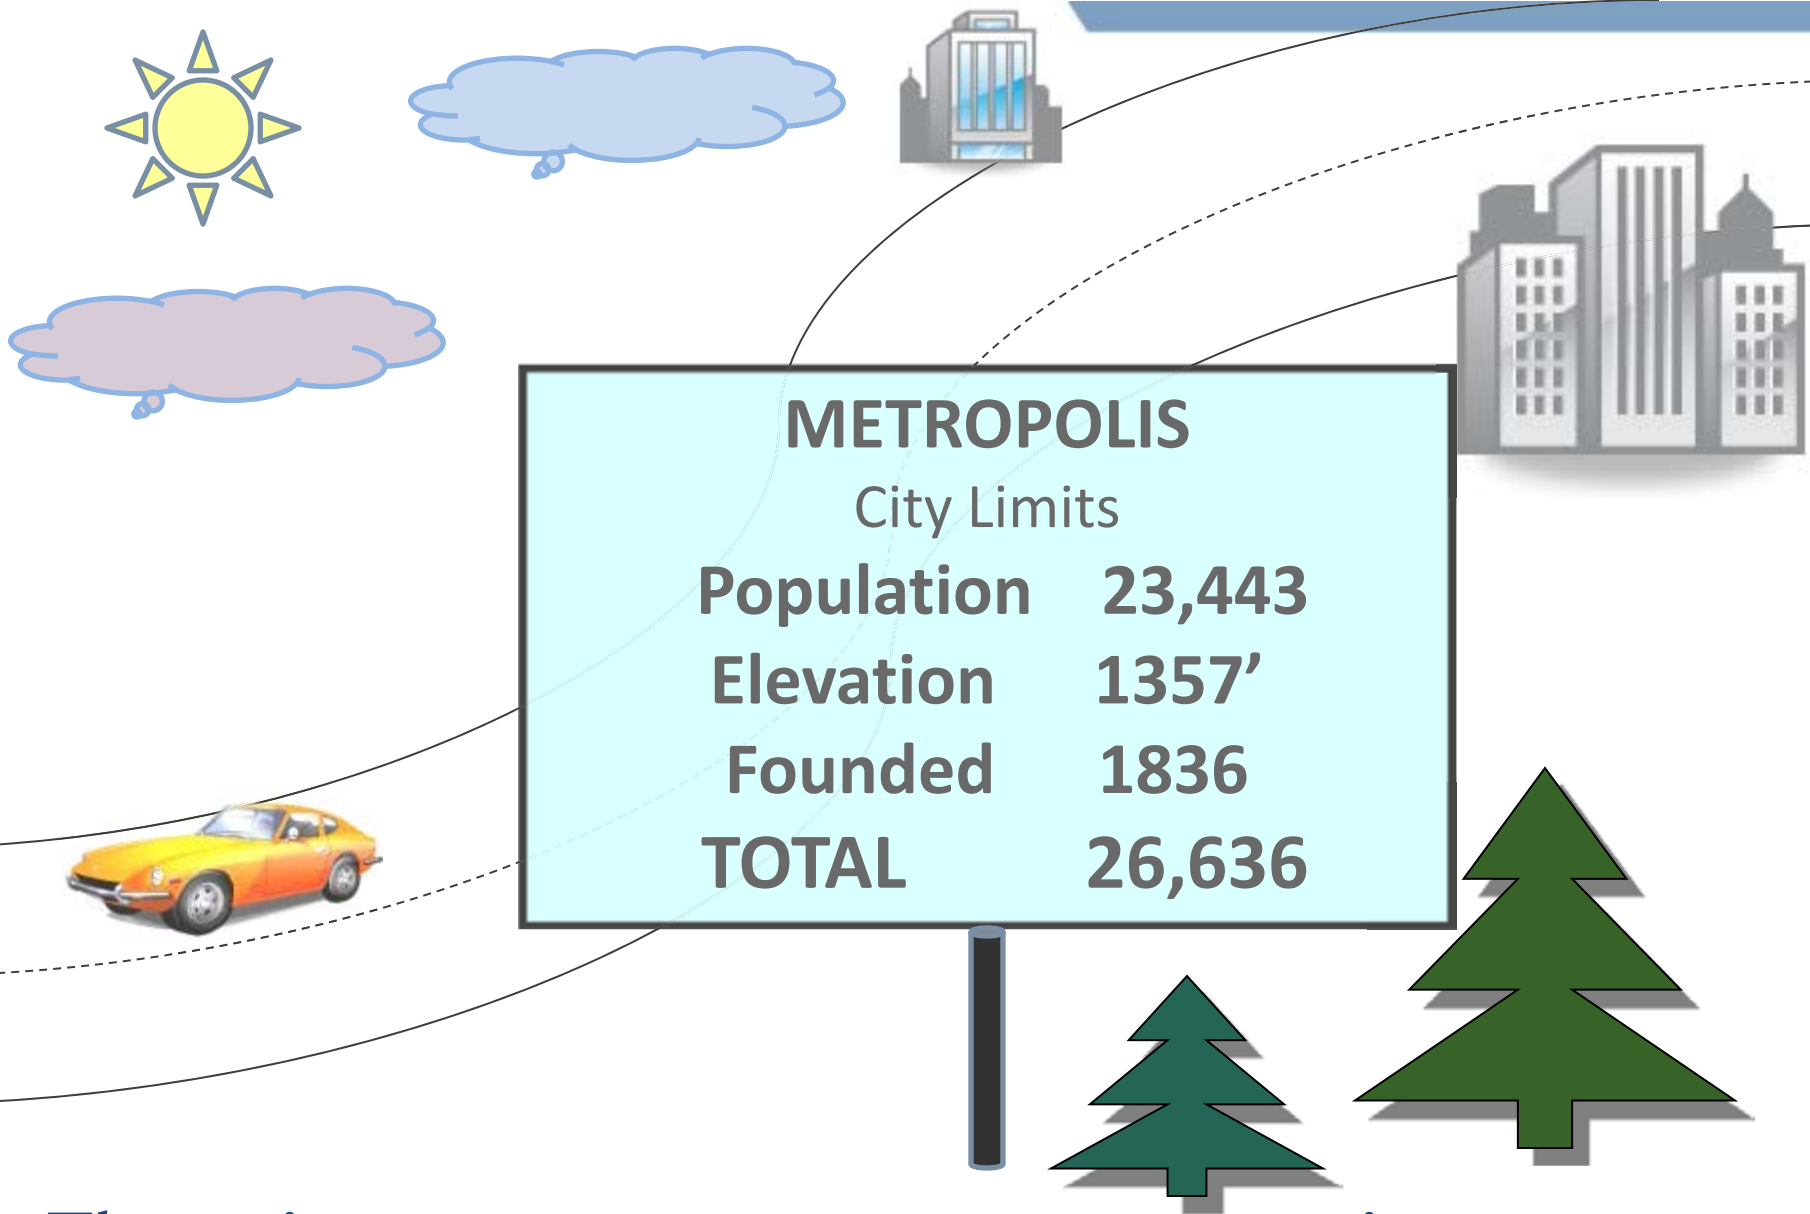 METROPOLIS
City Limits
Population 23,443
Elevation 1357’
Founded 1836
TOTAL 26,636